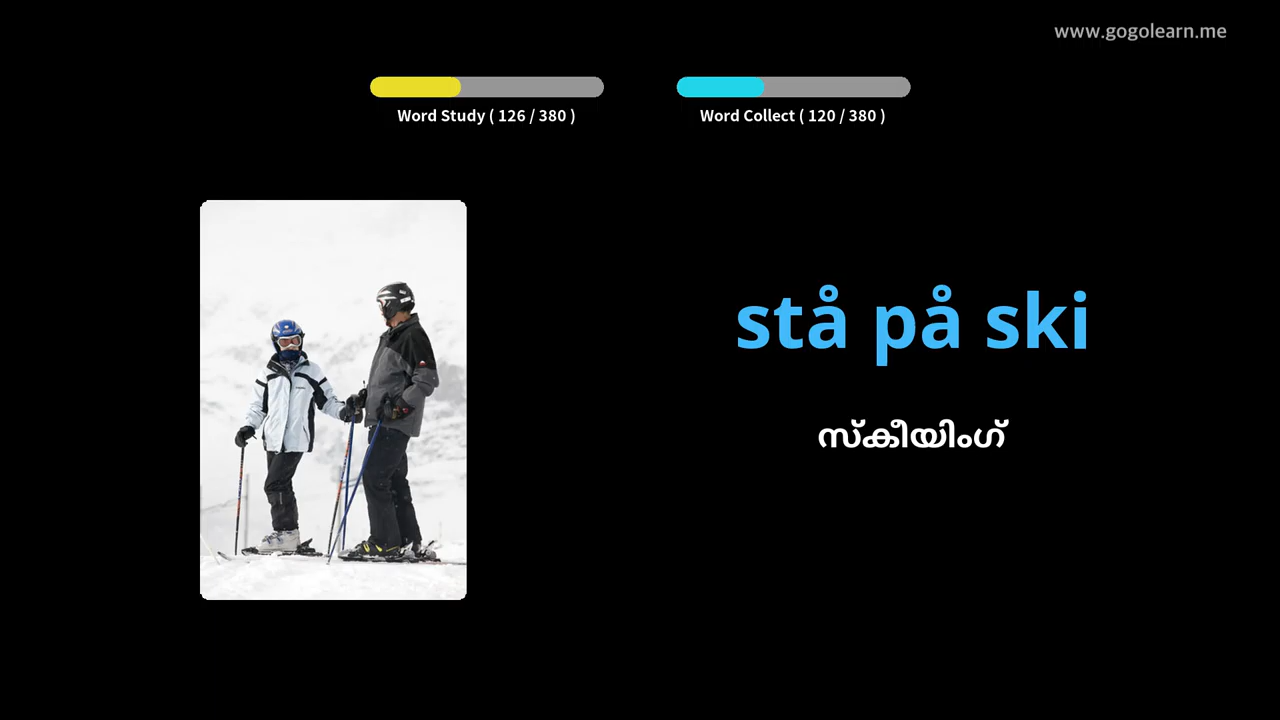 www.gogolearn.me
Word Study ( 126 / 380 )
Word Collect ( 120 / 380 )
stå på ski
സ്കീയിംഗ്